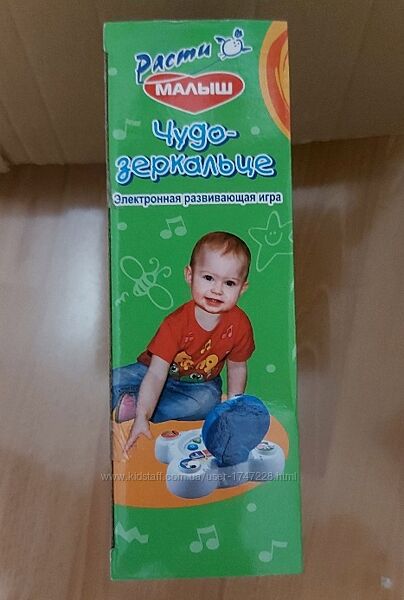 Расти
МАЛЫШ
Чудо-
зеркальце
Электронная развивающая игра
www.kidstaff.com.ua/user-1747228.html